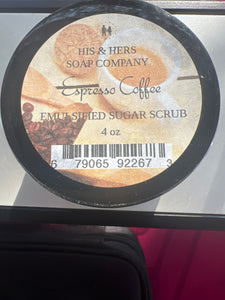 HIS & HERS
SOAP COMPANY
Espresso Coffee
EMULSIFIED SUGAR SCRUB
4 oz
6 79065 92267 3